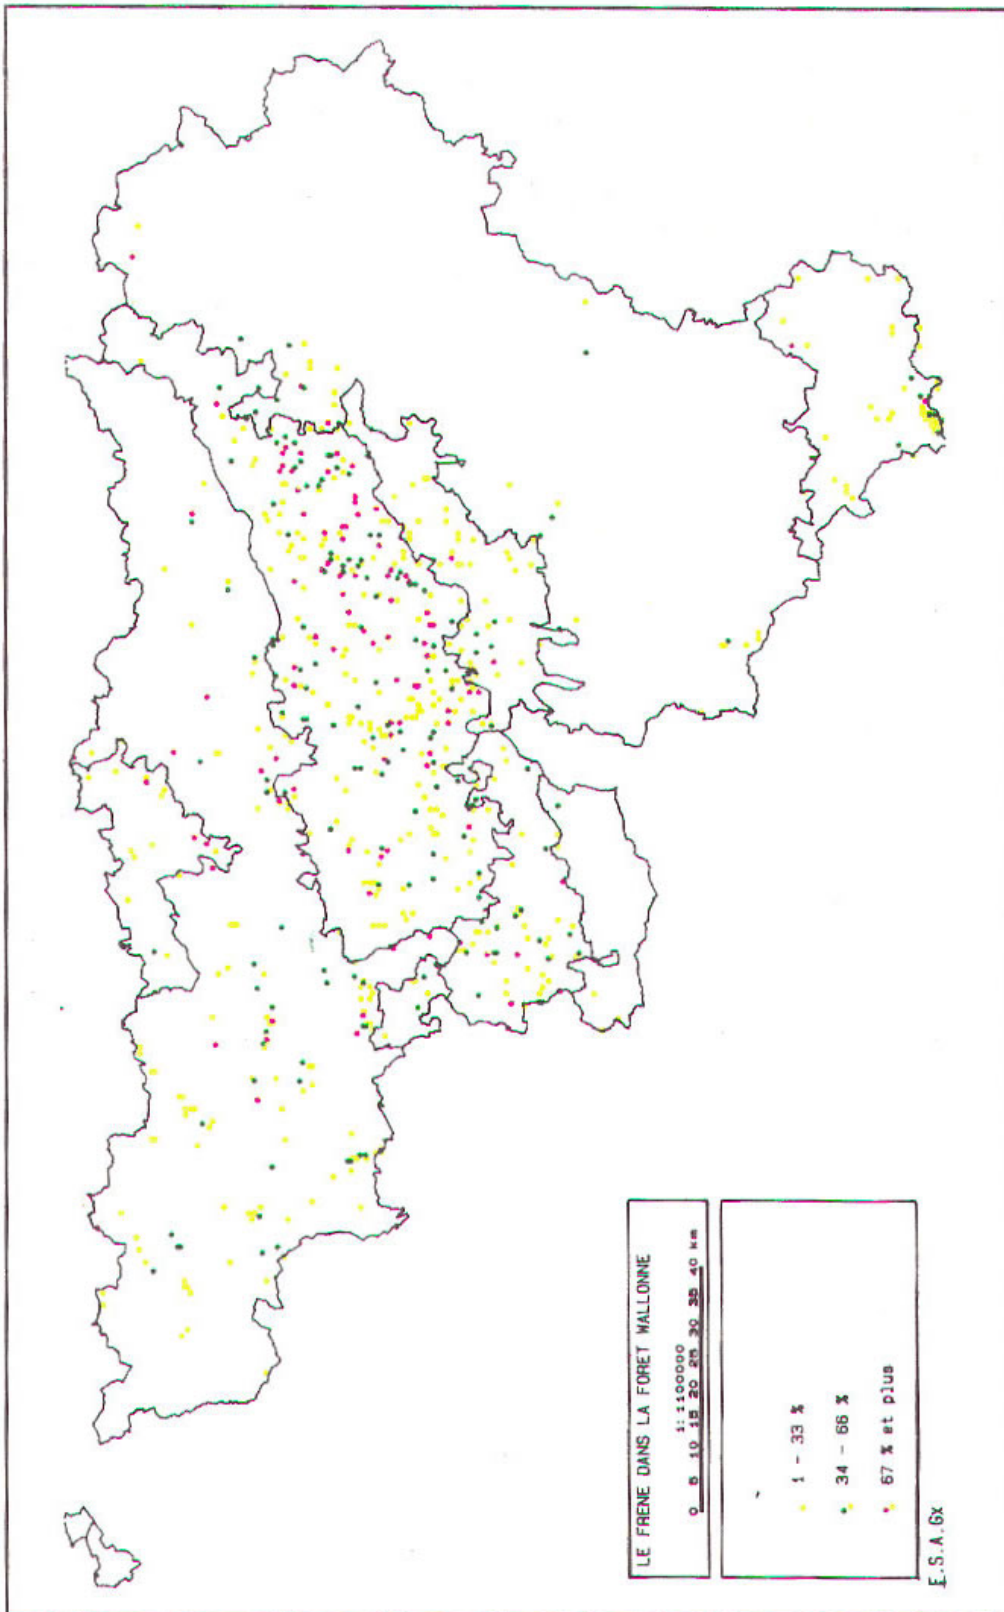 LE FRENE DANS LA FORET WALLONNE
1:1100000
0 5 10 15 20 25 30 35 40 km
1 - 33 %
34 - 66 %
67 % et plus
E.S.A.Gx